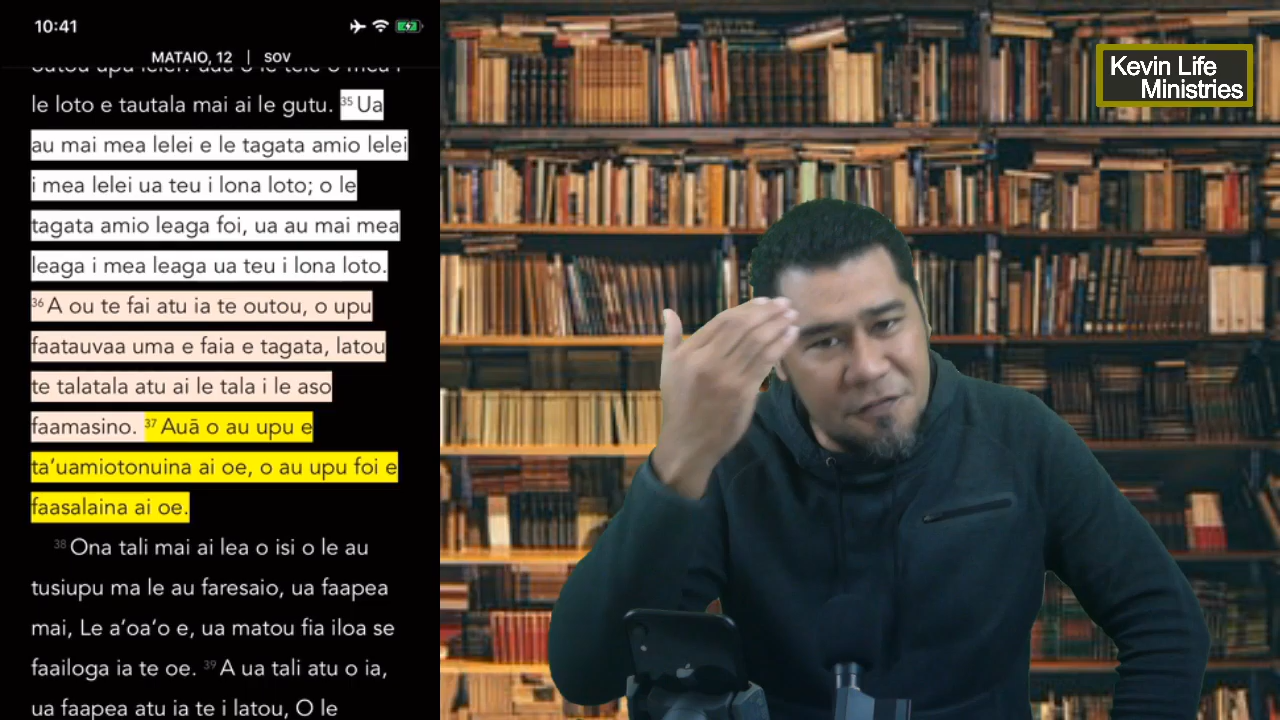 10:41
MATAIO, 12 | SOV
le loto e tautala mai ai le gutu. 35 Ua
au mai mea lelei e le tagata amio lelei
i mea lelei ua teu i lona loto; o le
tagata amio leaga foi, ua au mai mea
leaga i mea leaga ua teu i lona loto.
36 A ou te fai atu ia te outou, o upu
faatauvaa uma e faia e tagata, latou
te talatala atu ai le tala i le aso
faamasino. 37 Auā o au upu e
ta‘uamiotonuina ai oe, o au upu foi e
faasalaina ai oe.
38 Ona tali mai ai lea o isi o le au
tusiupu ma le au faresaio, ua faapea
mai, Le a‘oa‘o e, ua matou fia iloa se
faailoga ia te oe. 39 A ua tali atu o ia,
ua faapea atu ia te i latou, O le
Kevin Life
Ministries